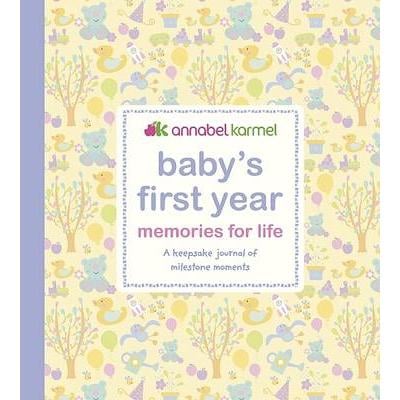 annabel karmel
baby's
first year
memories for life
A keepsake journal of
milestone moments